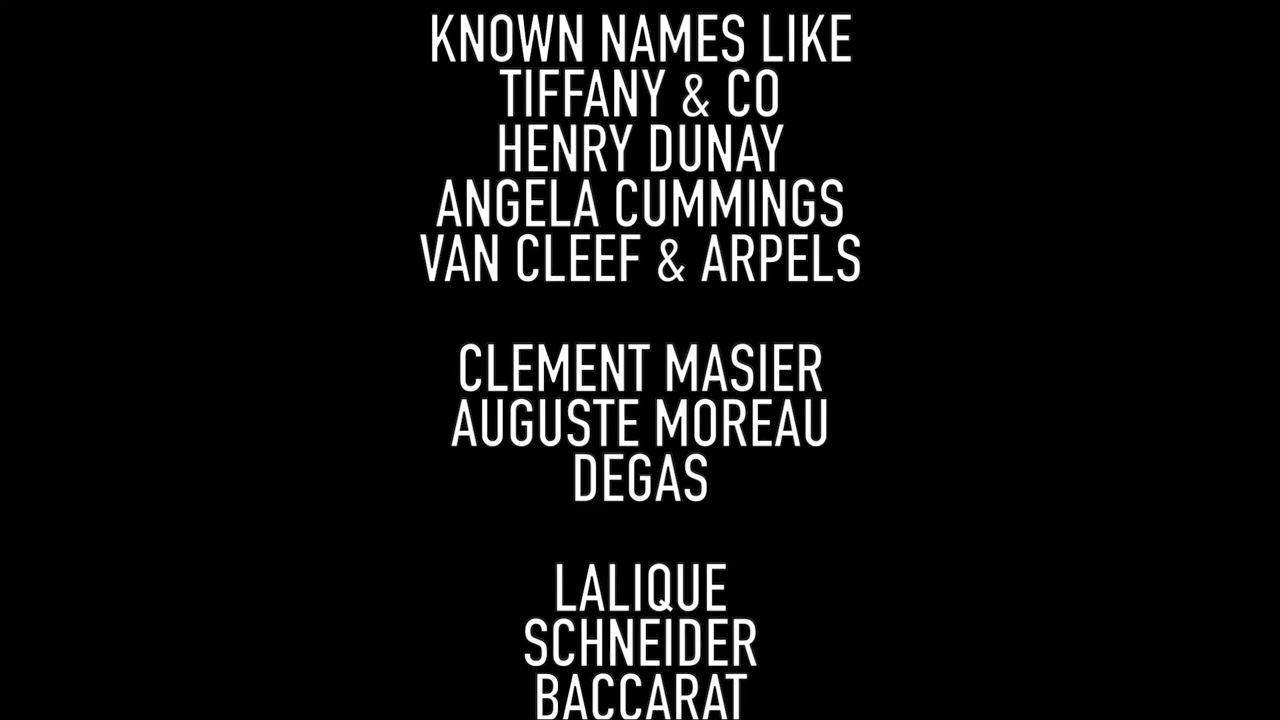 KNOWN NAMES LIKE
TIFFANY & CO
HENRY DUNAY
ANGELA CUMMINGS
VAN CLEEF & ARPELS
CLEMENT MASIER
AUGUSTE MOREAU
DEGAS
LALIQUE
SCHNEIDER
BACCARAT